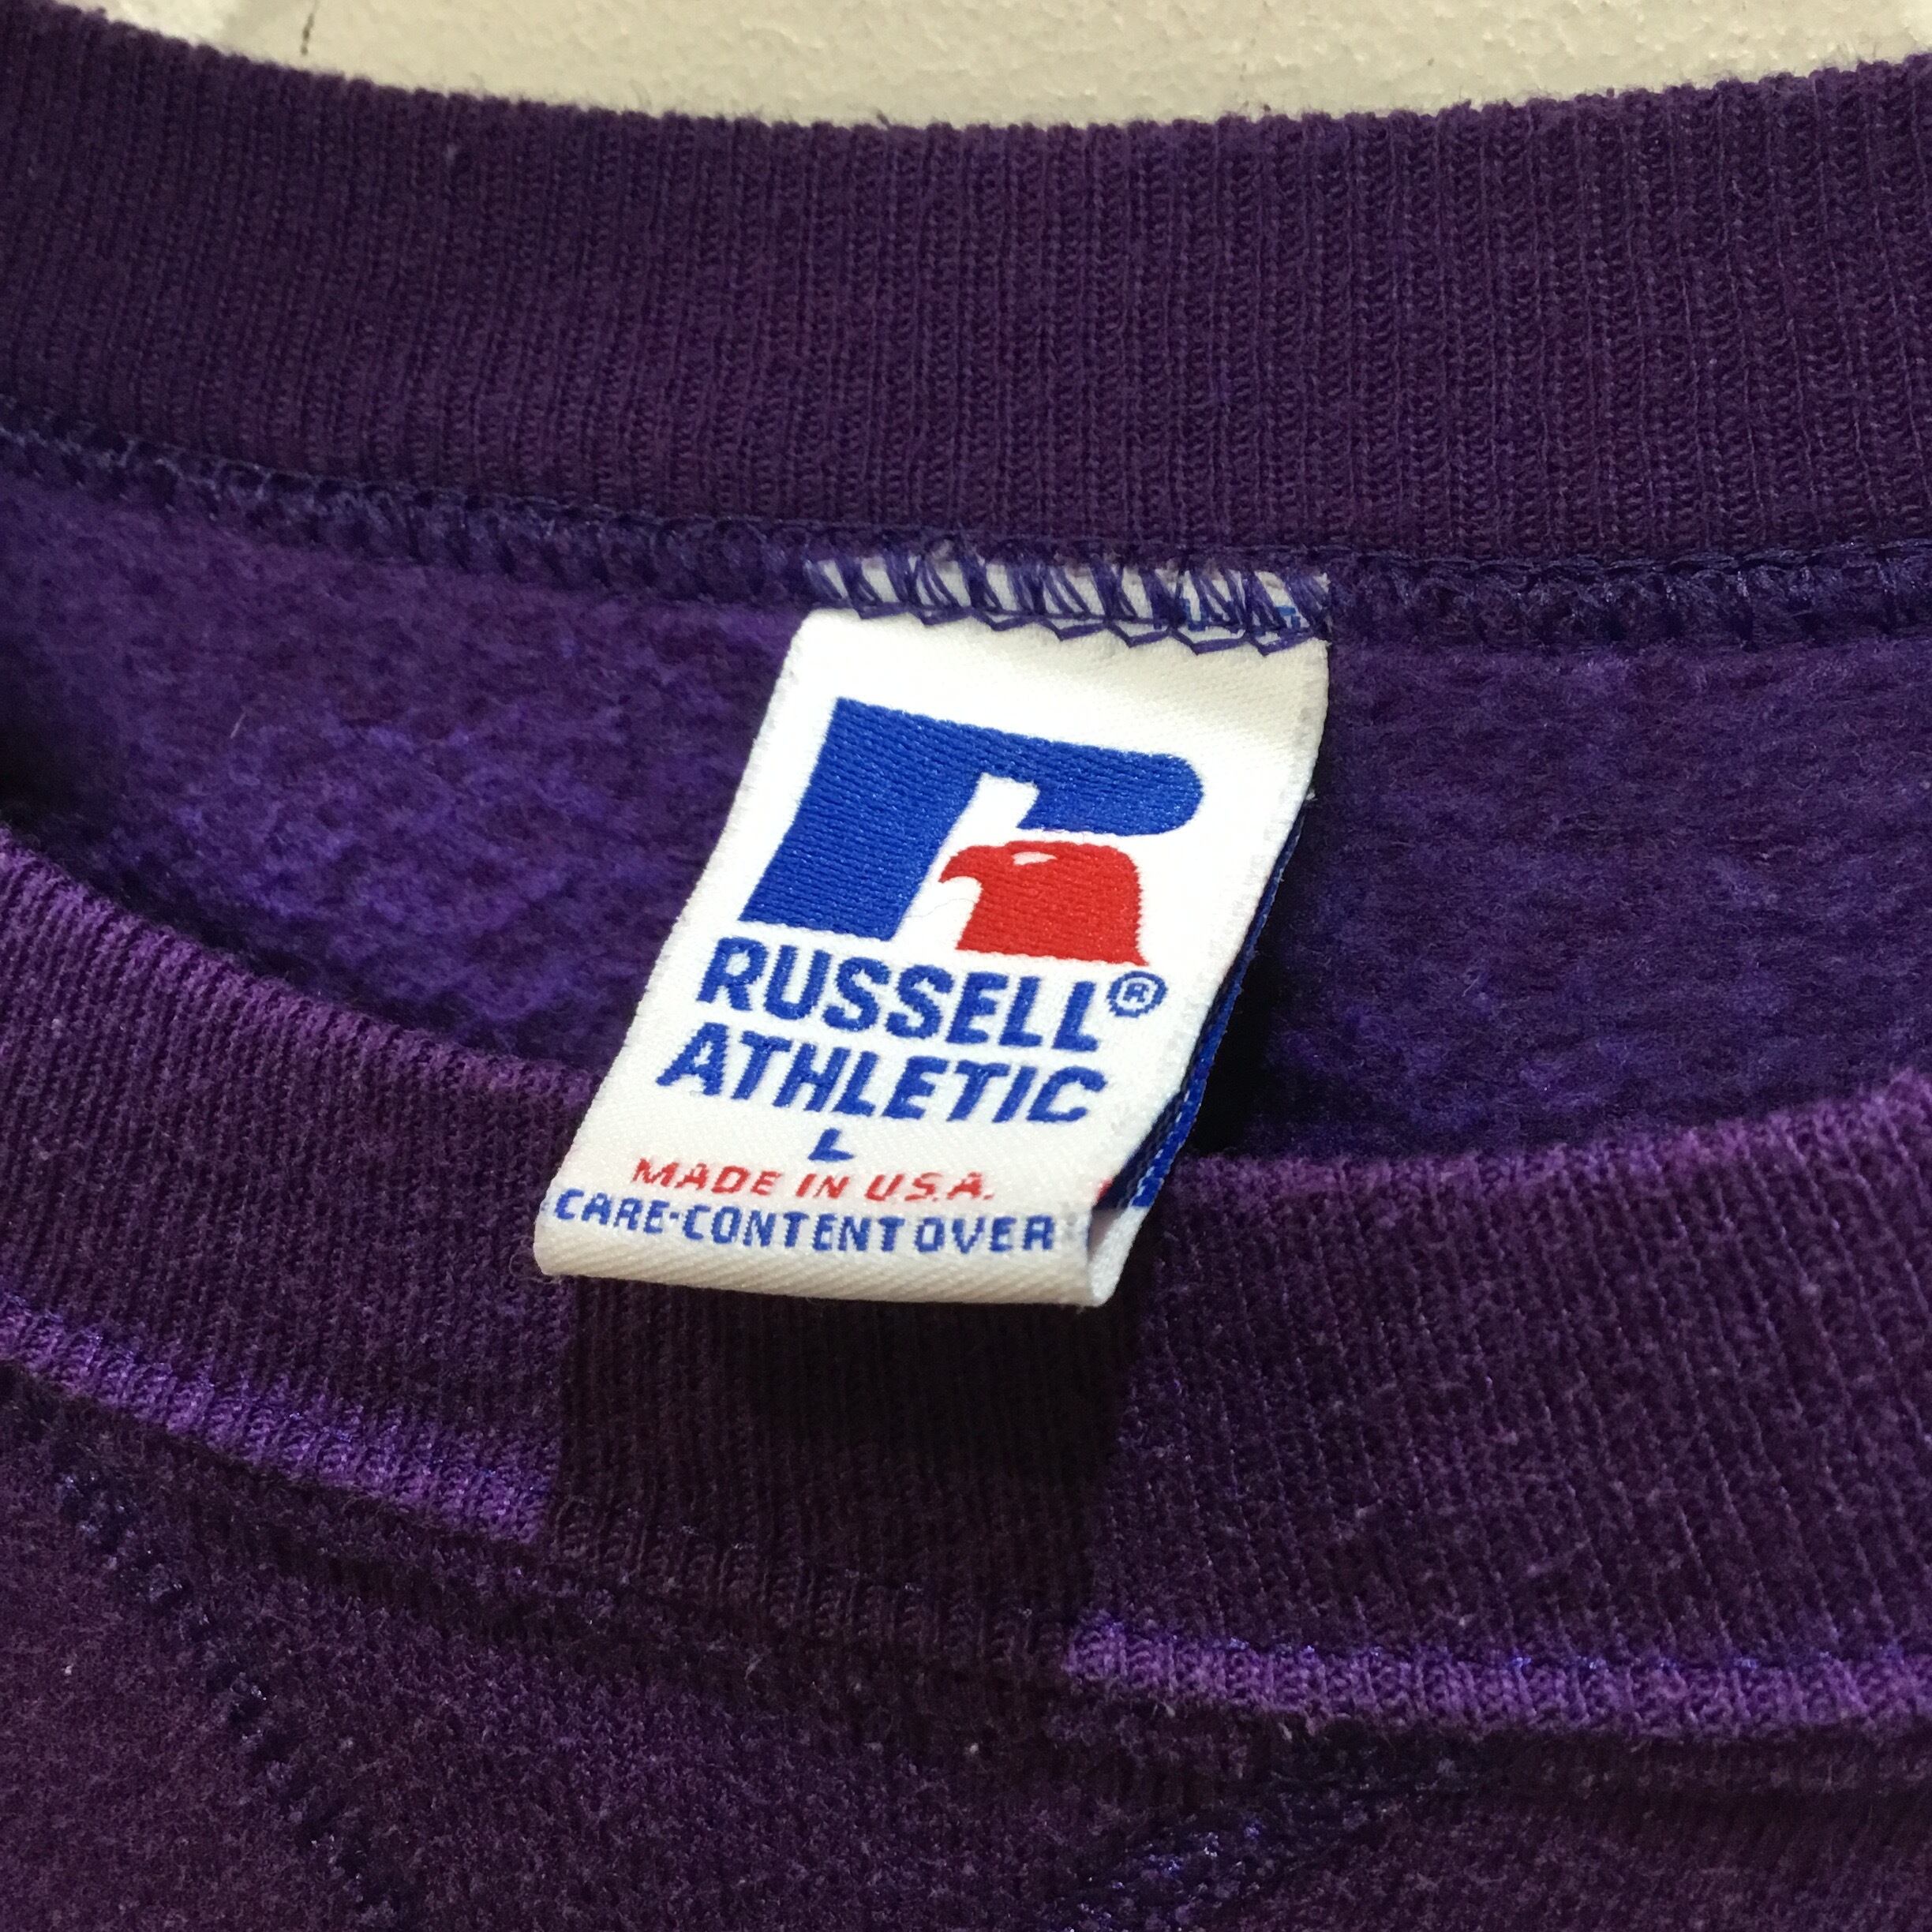 RUSSELL®
ATHLETIC
L
MADE IN U.S.A.
CARE-CONTENT OVER